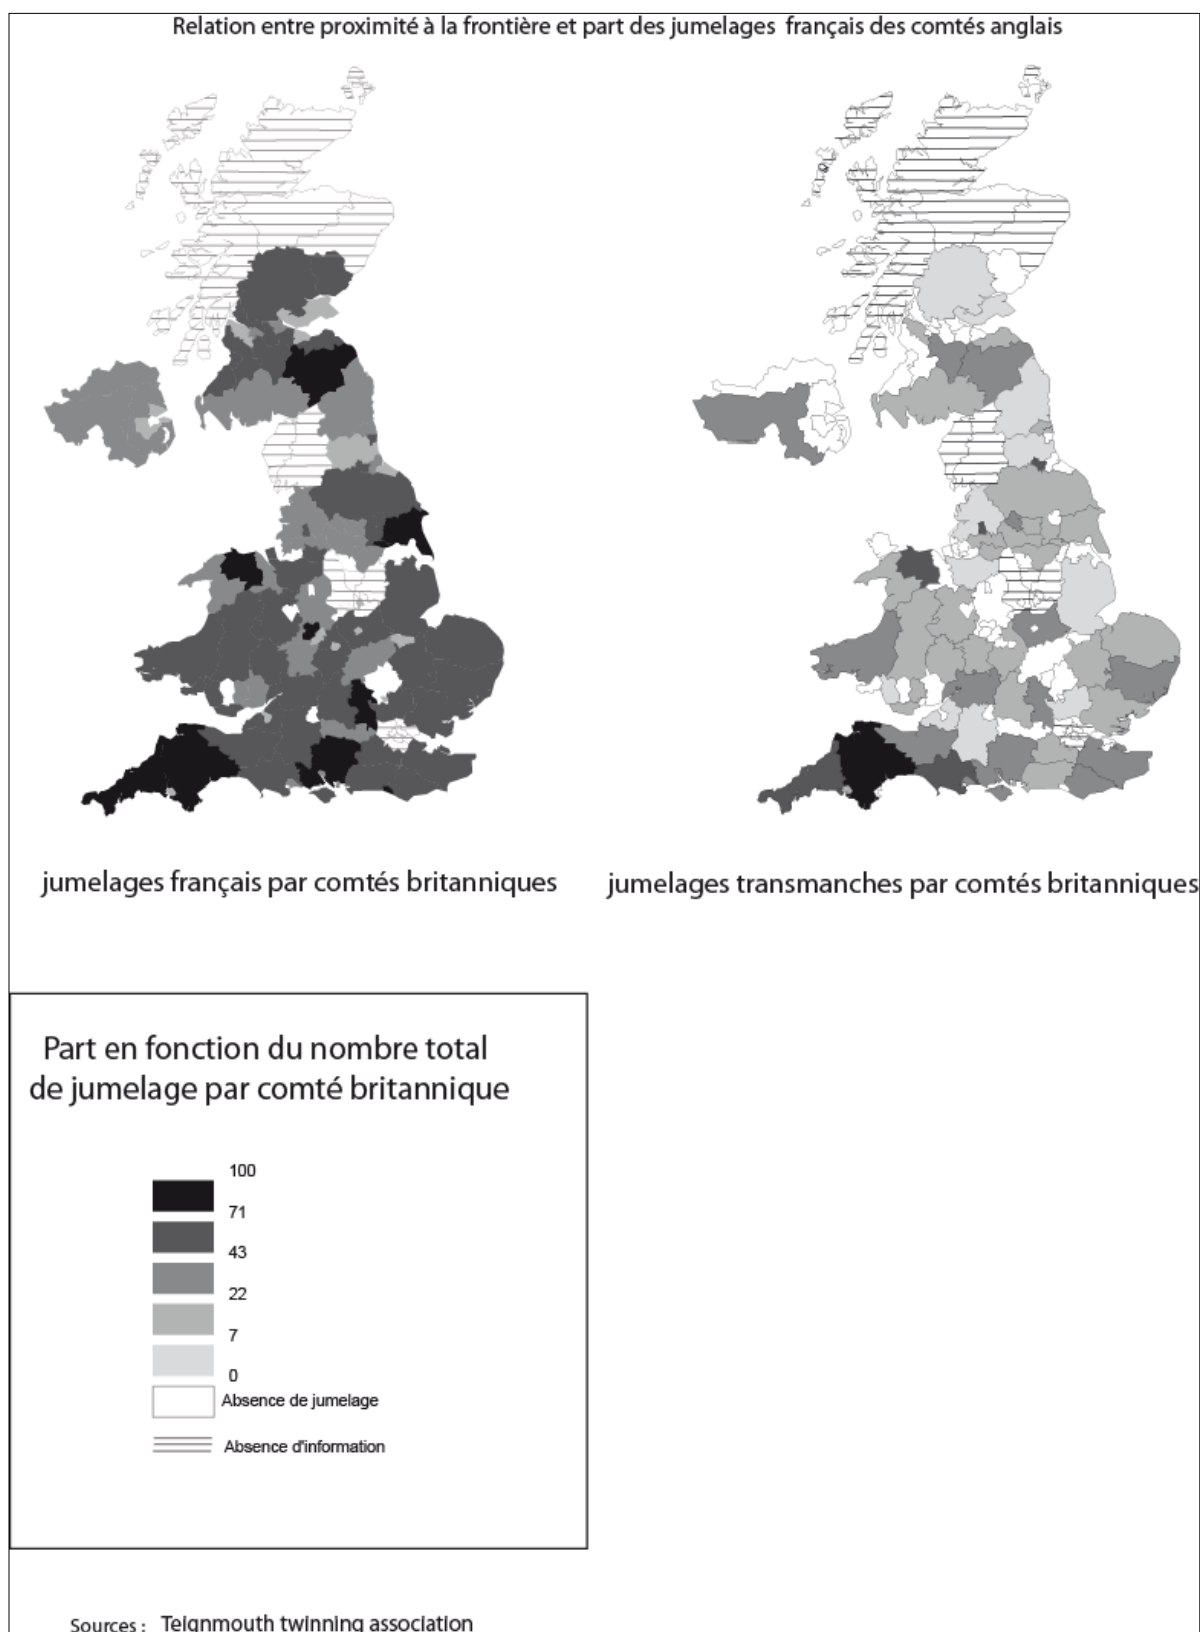 Relation entre proximité à la frontière et part des jumelages français des comtés anglais
jumelages français par comtés britanniques
jumelages transmanches par comtés britanniques
Part en fonction du nombre total
de jumelage par comté britannique
100
71
43
22
7
0
Absence de jumelage
Absence d'information
Sources : Teignmouth twinning association